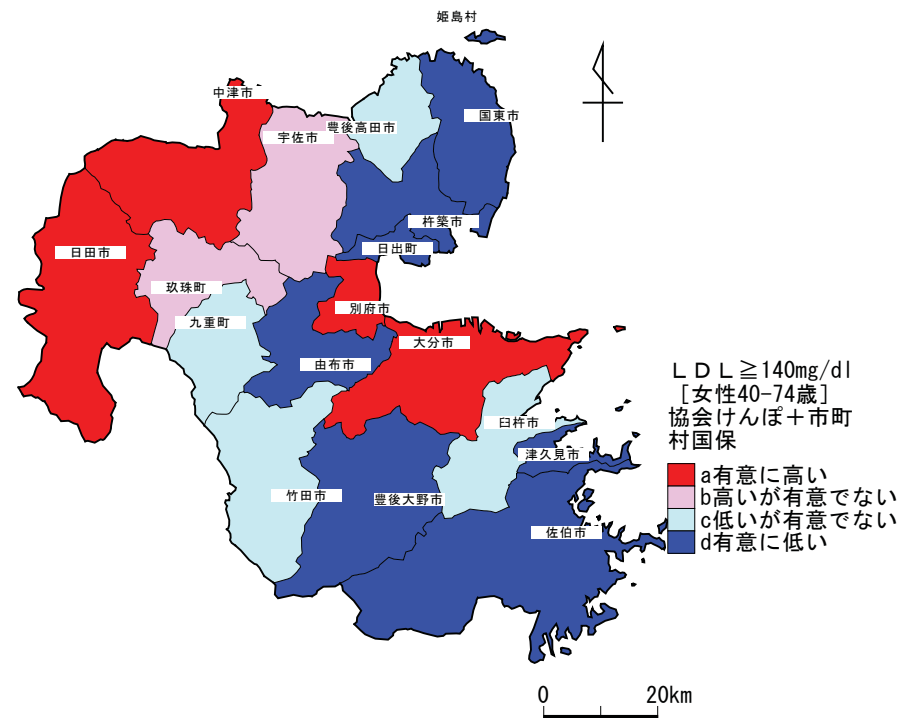 姫島村
中津市
国東市
豊後高田市
宇佐市
杵築市
日出町
日田市
玖珠町
別府市
九重町
大分市
由布市
LDL≧140mg/dl
[女性40-74歳]
協会けんぽ+市町
村国保
臼杵市
津久見市
a有意に高い
b高いが有意でない
c低いが有意でない
d有意に低い
竹田市
豊後大野市
佐伯市
0 20km